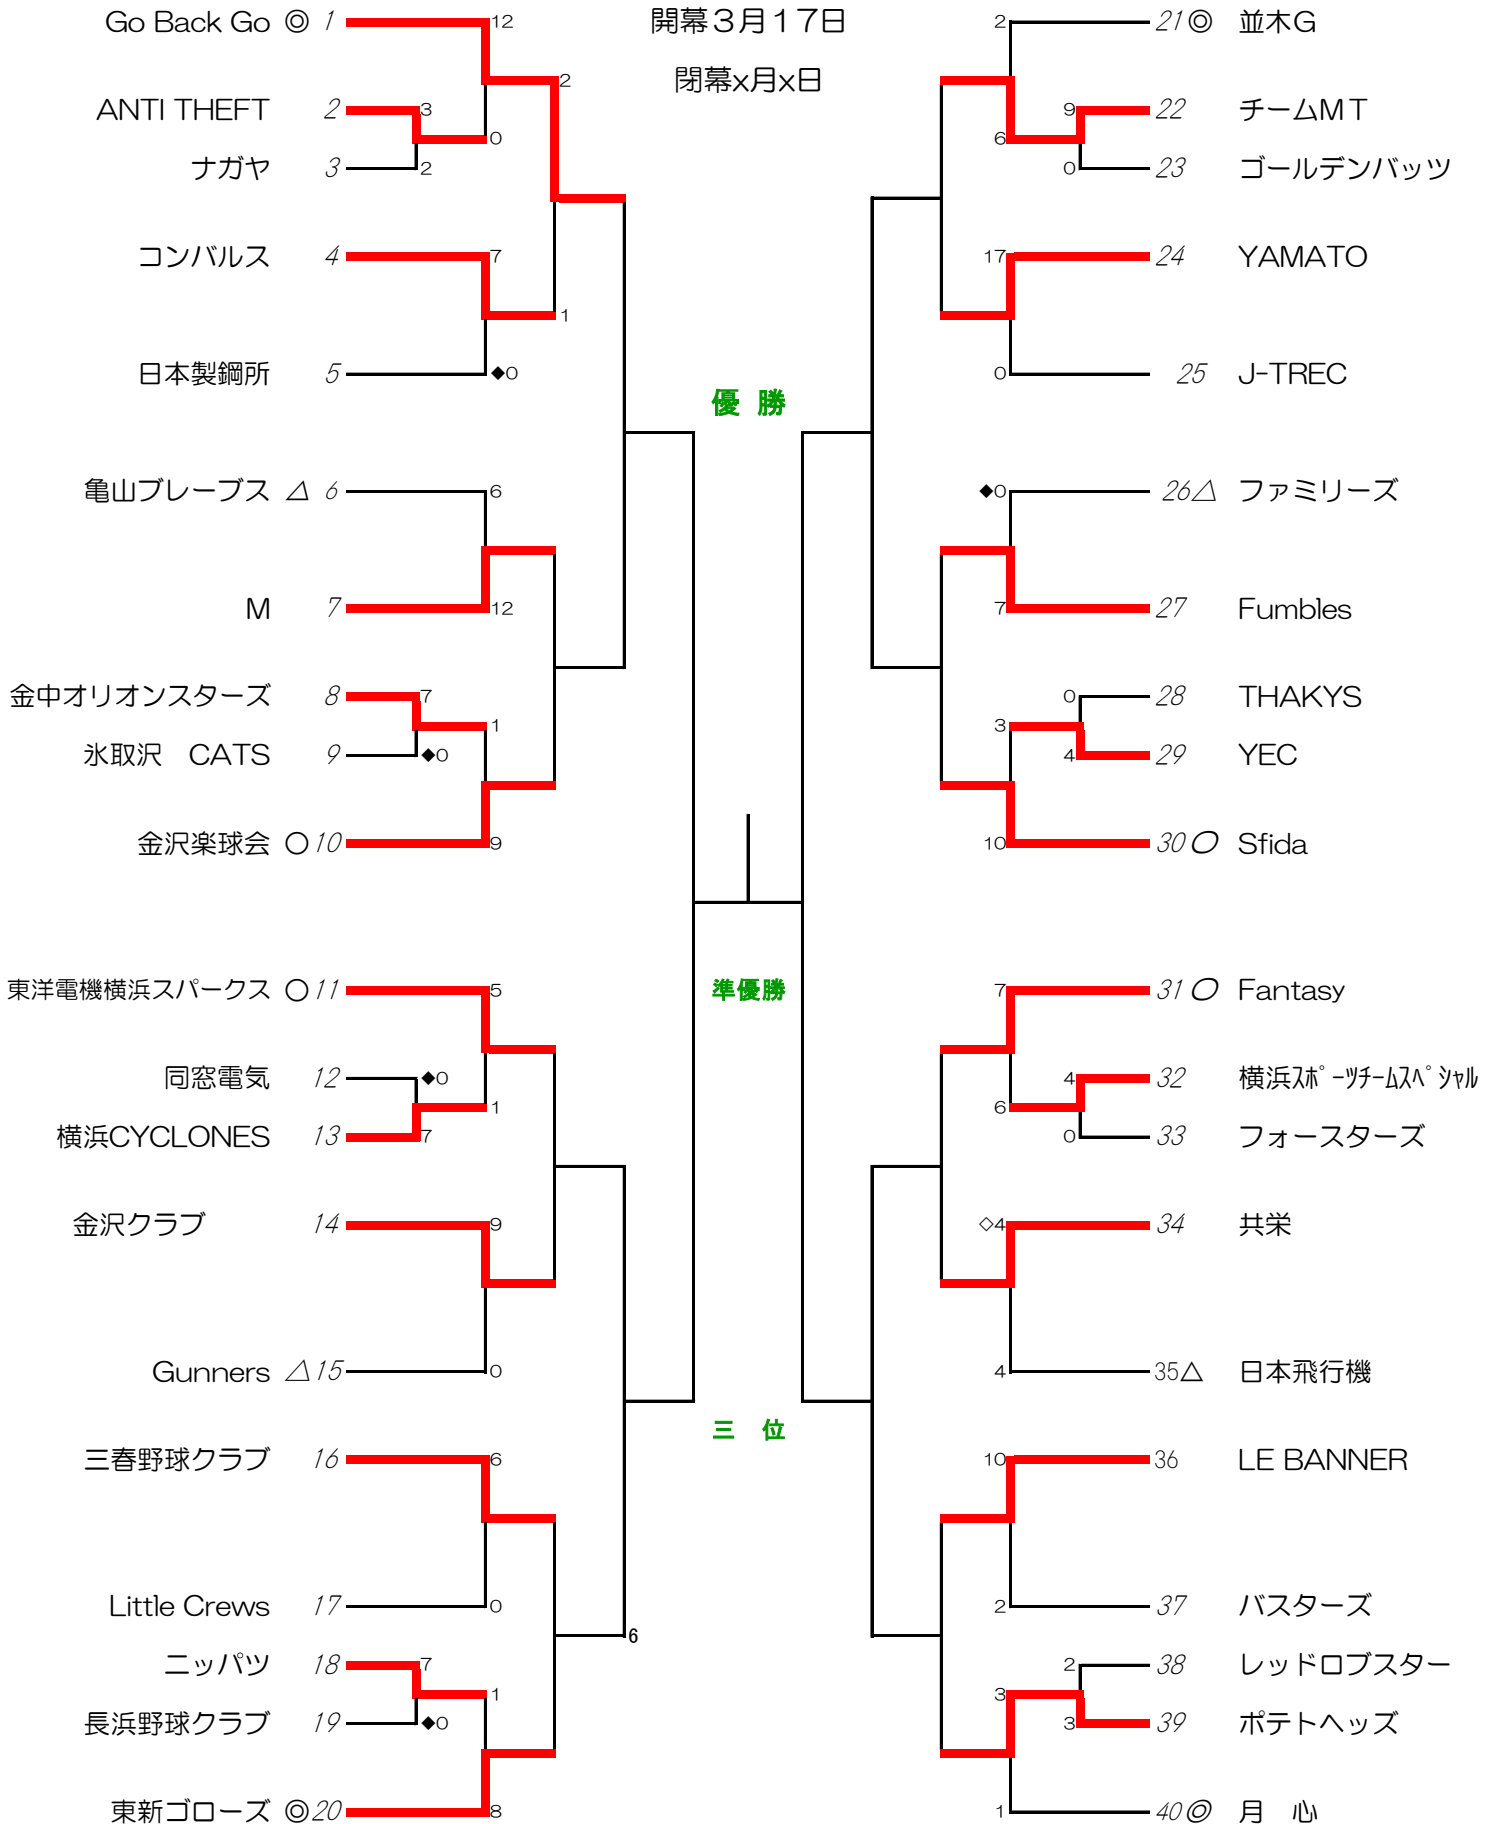 開幕３月１７日
閉幕x月x日
Go Back Go ◎ 1 12
2
ANTI THEFT 2 3
0
ナガヤ 3 2
コンバルス 4 7
1
日本製鋼所 5 ◆0
亀山ブレーブス △ 6 6
M 7 12
金中オリオンスターズ 8 7
1
氷取沢　CATS 9 ◆0
金沢楽球会 〇 10 9
東洋電機横浜スパークス 〇 11 5
同窓電気 12 ◆0
1
横浜CYCLONES 13 7
金沢クラブ 14 9
Gunners △ 15 0
三春野球クラブ 16 6
Little Crews 17 0
6
ニッパツ 18 7
1
長浜野球クラブ 19 ◆0
東新ゴローズ ◎ 20 8
優 勝
準優勝
三 位
2 21 ◎ 並木G
9 22 チームMT
6
0 23 ゴールデンバッツ
17 24 YAMATO
0 25 J-TREC
◆0 26 △ ファミリーズ
7 27 Fumbles
0 28 THAKYS
3
4 29 YEC
10 30 〇 Sfida
7 31 〇 Fantasy
4 32 横浜ｽﾎﾟｰﾂﾁｰﾑｽﾍﾟｼｬﾙ
6
0 33 フォースターズ
◇4 34 共栄
4 35 △ 日本飛行機
10 36 LE BANNER
2 37 バスターズ
2 38 レッドロブスター
3
3 39 ポテトヘッズ
1 40 ◎ 月　心